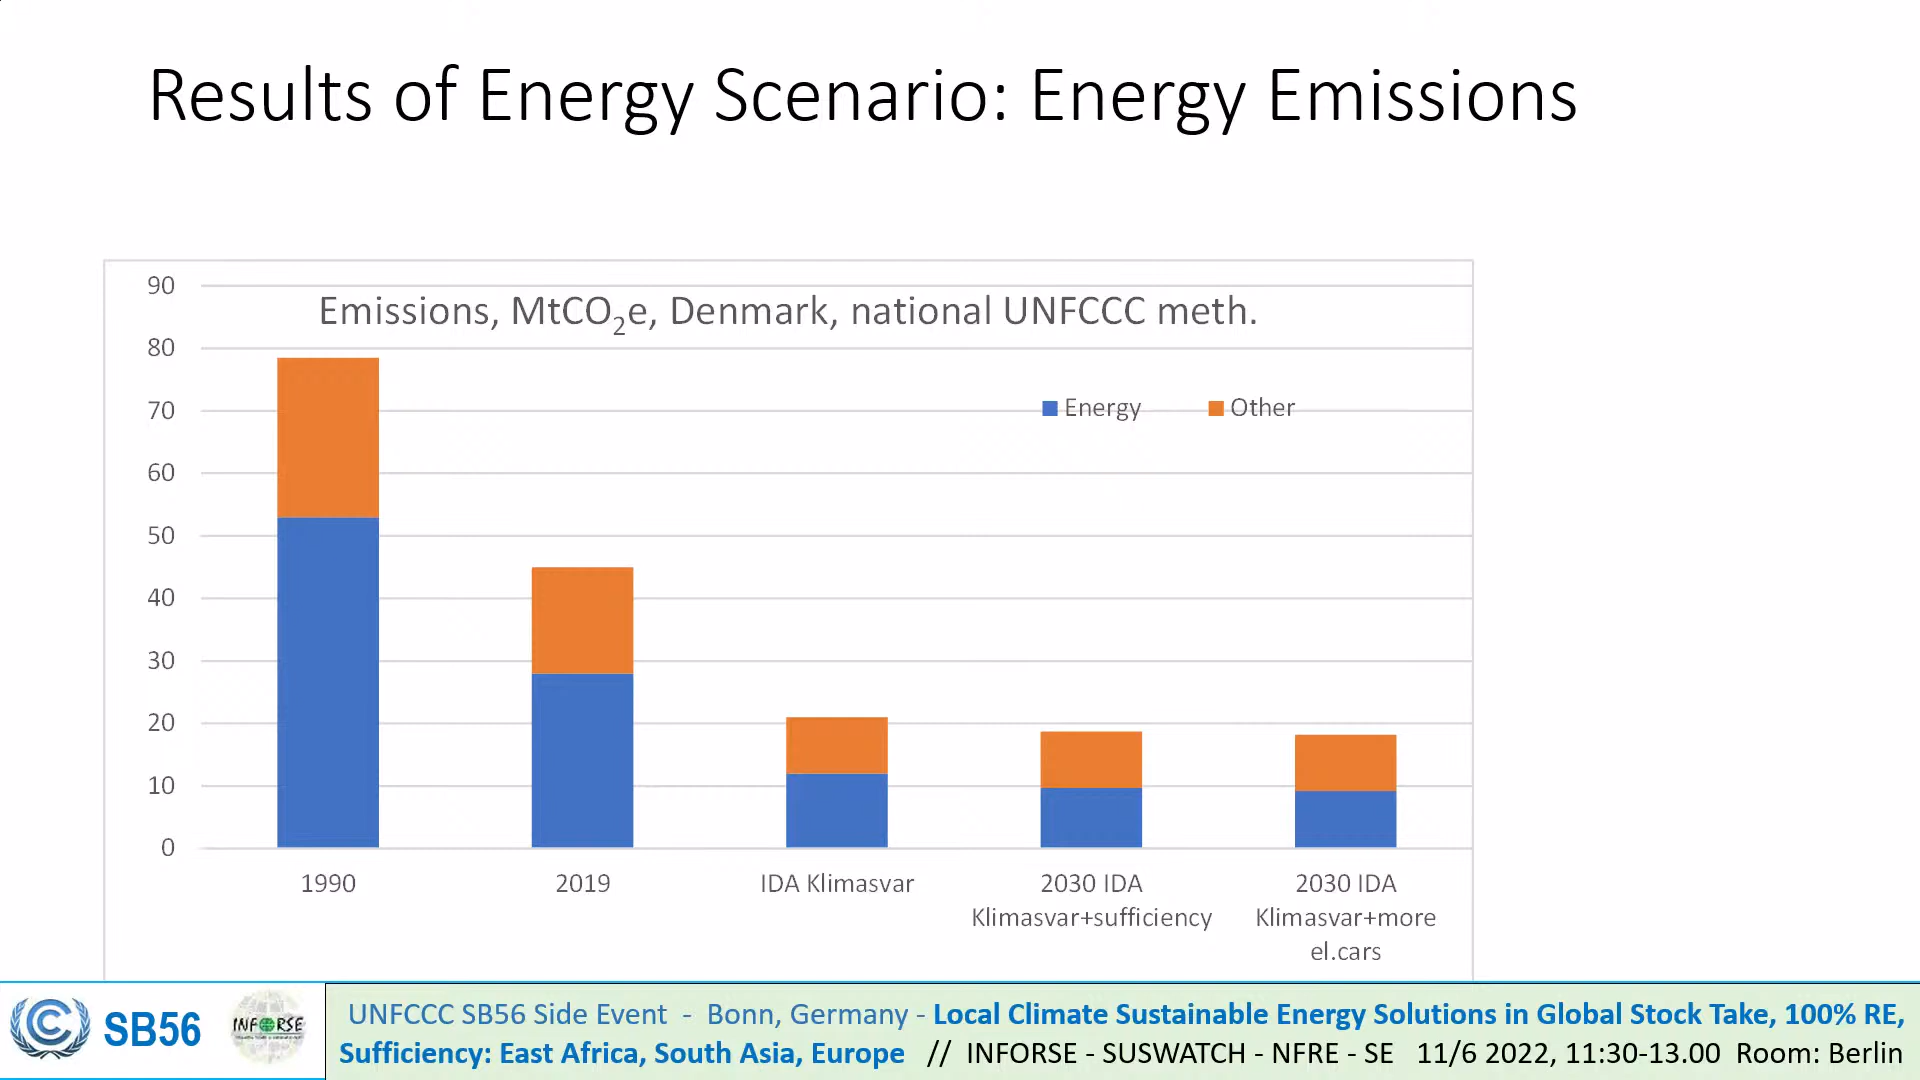 Results of Energy Scenario: Energy Emissions
Emissions, MtCO₂e, Denmark, national UNFCCC meth.
Energy Other
90
80
70
60
50
40
30
20
10
0
1990
2019
IDA Klimasvar
2030 IDA
Klimasvar+sufficiency
2030 IDA
Klimasvar+more
el.cars
SB56
INFORSE
UNFCCC SB56 Side Event - Bonn, Germany - Local Climate Sustainable Energy Solutions in Global Stock Take, 100% RE,
Sufficiency: East Africa, South Asia, Europe // INFORSE - SUSWATCH - NFRE - SE 11/6 2022, 11:30-13.00 Room: Berlin